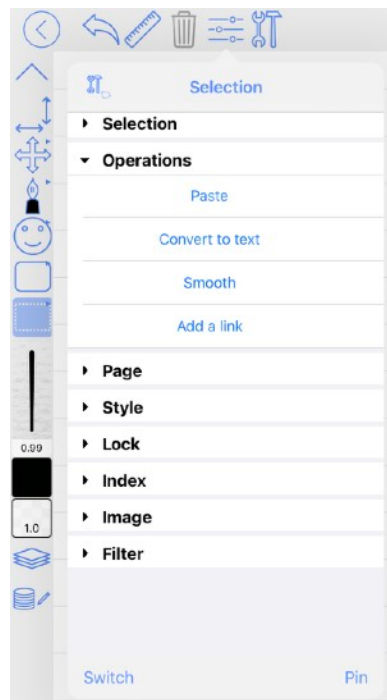 Selection
Selection
Operations
Paste
Convert to text
Smooth
Add a link
Page
Style
0.99
Lock
Index
1.0
Image
Filter
Switch
Pin